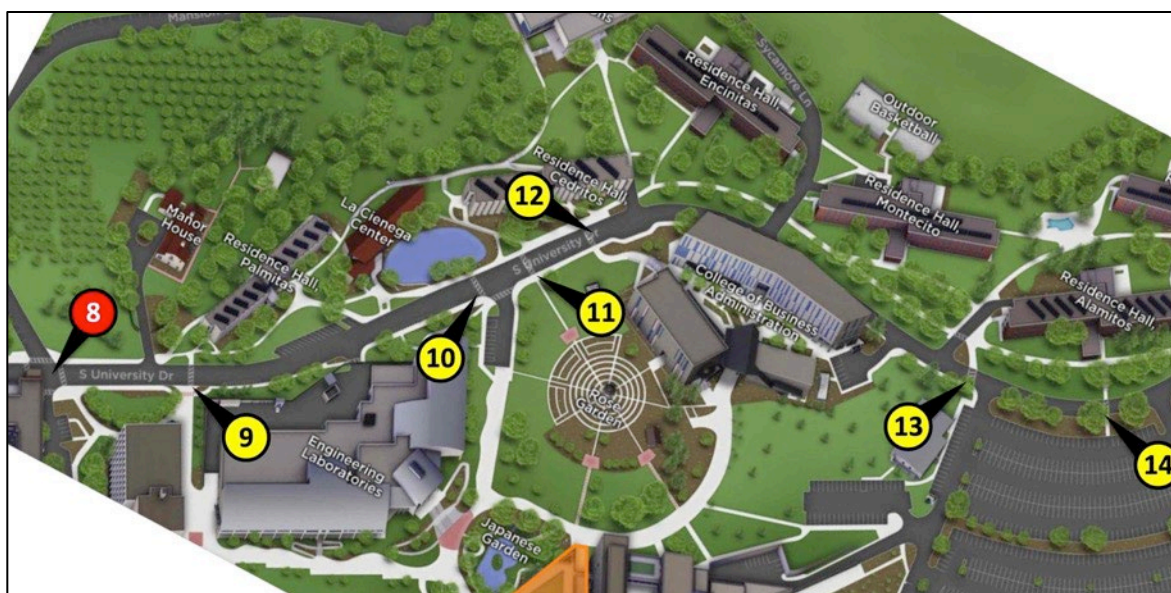 Mansion
ons
Sycamore Ln
Residence Hall,
Encinitas
Outdoor
Basketball
Residence Hall,
Cedritos
12
La Cienega
Center
Manor
House
Residence Hall,
Palmitas
S University Dr
Residence Hall,
Montecito
College of Business
Administration
Residence Hall,
Alamitos
8
11
10
S University Dr
Rose
Garden
9
13
14
Engineering
Laboratories
Japanese
Garden